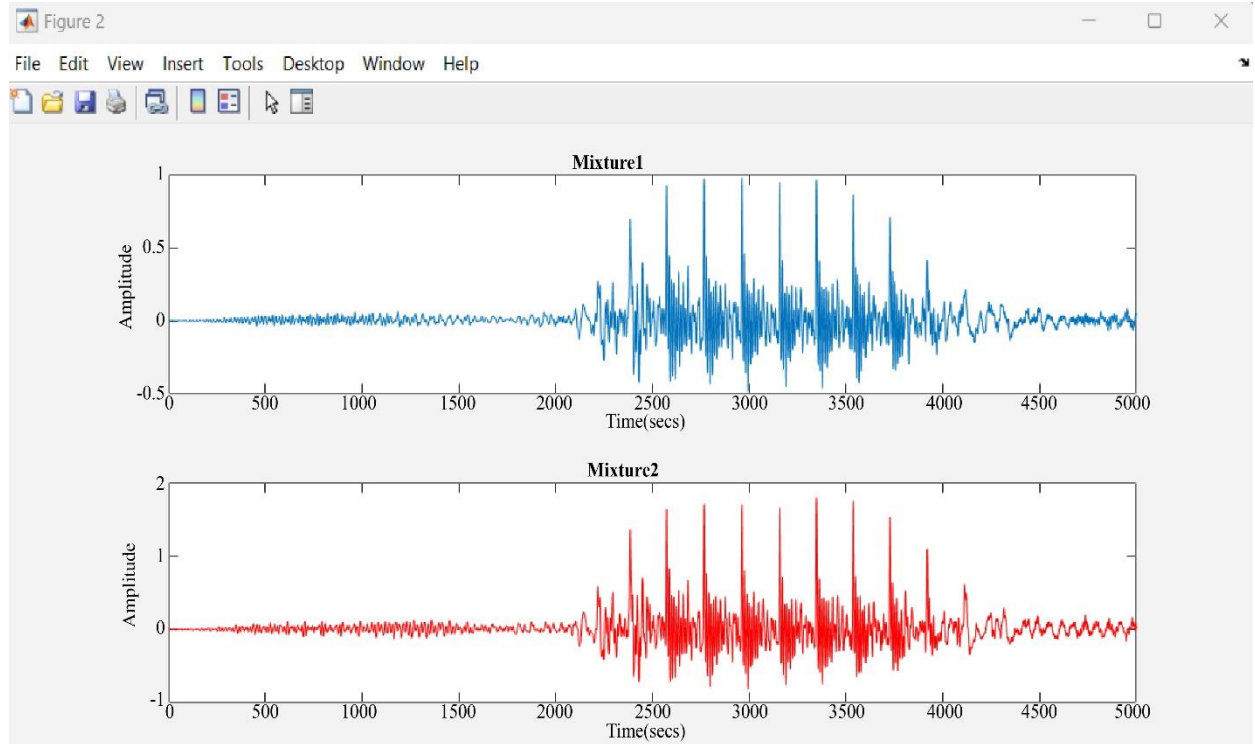 Figure 2
File Edit View Insert Tools Desktop Window Help
Mixture1
Amplitude
1
0.5
0
-0.5
0 500 1000 1500 2000 2500 3000 3500 4000 4500 5000
Time(secs)
Mixture2
Amplitude
2
1
0
-1
0 500 1000 1500 2000 2500 3000 3500 4000 4500 5000
Time(secs)